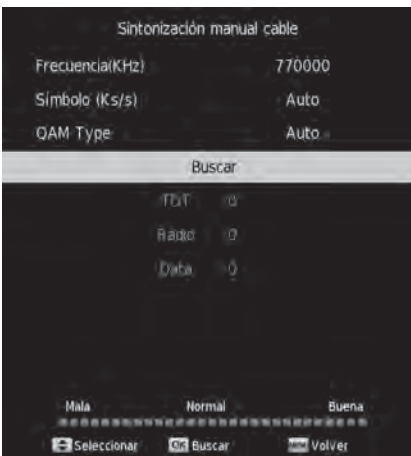 Sintonización manual cable
Frecuencia(KHz) 770000
Símbolo (Ks/s) Auto
QAM Type Auto
Buscar
TDT 0
Radio 0
Data 0
Mala Normal Buena
Seleccionar OK Buscar MENU Volver